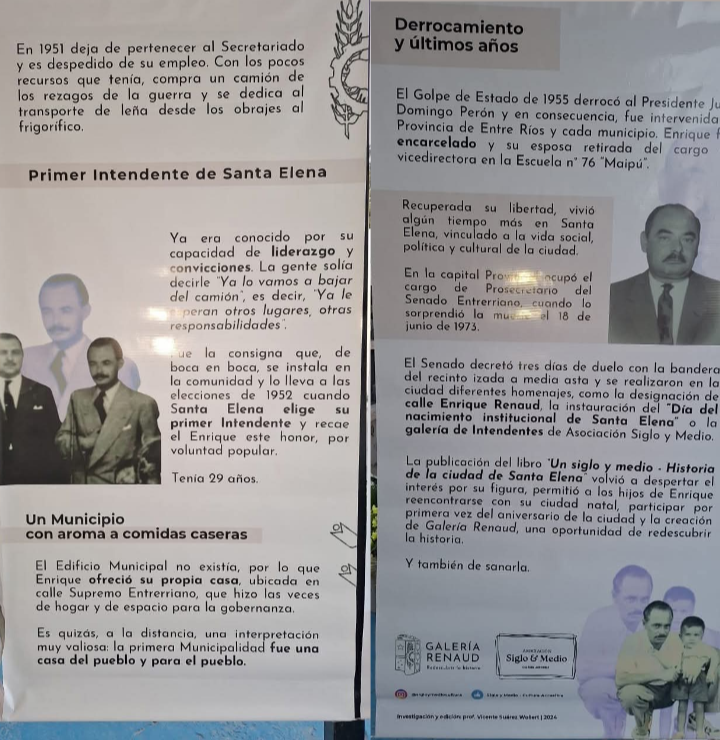 En 1951 deja de pertenecer al Secretariado
y es despedido de su empleo. Con los pocos
recursos que tenía, compra un camión de
los rezagos de la guerra y se dedica al
transporte de leña desde los obrajes al
frigorífico.
Primer Intendente de Santa Elena
Ya era conocido por su
capacidad de liderazgo y
convicciones. La gente solía
decirle "Ya lo vamos a bajar
del camión", es decir, "Ya le
peran otros lugares, otras
responsabilidades".
ue la consigna que, de
boca en boca, se instala en
la comunidad y lo lleva a las
elecciones de 1952 cuando
Santa Elena elige su
primer Intendente y recae
el Enrique este honor, por
voluntad popular.
Tenía 29 años.
Un Municipio
con aroma a comidas caseras
El Edificio Municipal no existía, por lo que
Enrique ofreció su propia casa, ubicada en
calle Supremo Entrerriano, que hizo las veces
de hogar y de espacio para la gobernanza.
Es quizás, a la distancia, una interpretación
muy valiosa: la primera Municipalidad fue una
casa del pueblo y para el pueblo.
Derrocamiento
y últimos años
El Golpe de Estado de 1955 derrocó al Presidente Ju
Domingo Perón y en consecuencia, fue intervenida
Provincia de Entre Ríos y cada municipio. Enrique f
encarcelado y su esposa retirada del cargo
vicedirectora en la Escuela n° 76 "Maipú".
Recuperada su libertad, vivió
algún tiempo más en Santa
Elena, vinculado a la vida social,
política y cultural de la ciudad.
En la capital Prov ocupó el
cargo de Prosecretario del
Senado Entrerriano, cuando lo
sorprendió la mue el 18 de
junio de 1973.
El Senado decretó tres días de duelo con la bandera
del recinto izada a media asta y se realizaron en la
ciudad diferentes homenajes, como la designación de
calle Enrique Renaud, la instauración del "Día del
nacimiento institucional de Santa Elena" o la
galería de Intendentes de Asociación Siglo y Medio.
La publicación del libro "Un siglo y medio - Historia
de la ciudad de Santa Elena" volvió a despertar el
interés por su figura, permitió a los hijos de Enrique
reencontrarse con su ciudad natal, participar por
primera vez del aniversario de la ciudad y la creación
de Galería Renaud, una oportunidad de redescubrir
la historia.
Y también de sanarla.
GALERÍA
RENAUD
Siglo & Medio
Investigación y edición: prof. Vicente Suárez Wolert | 2024